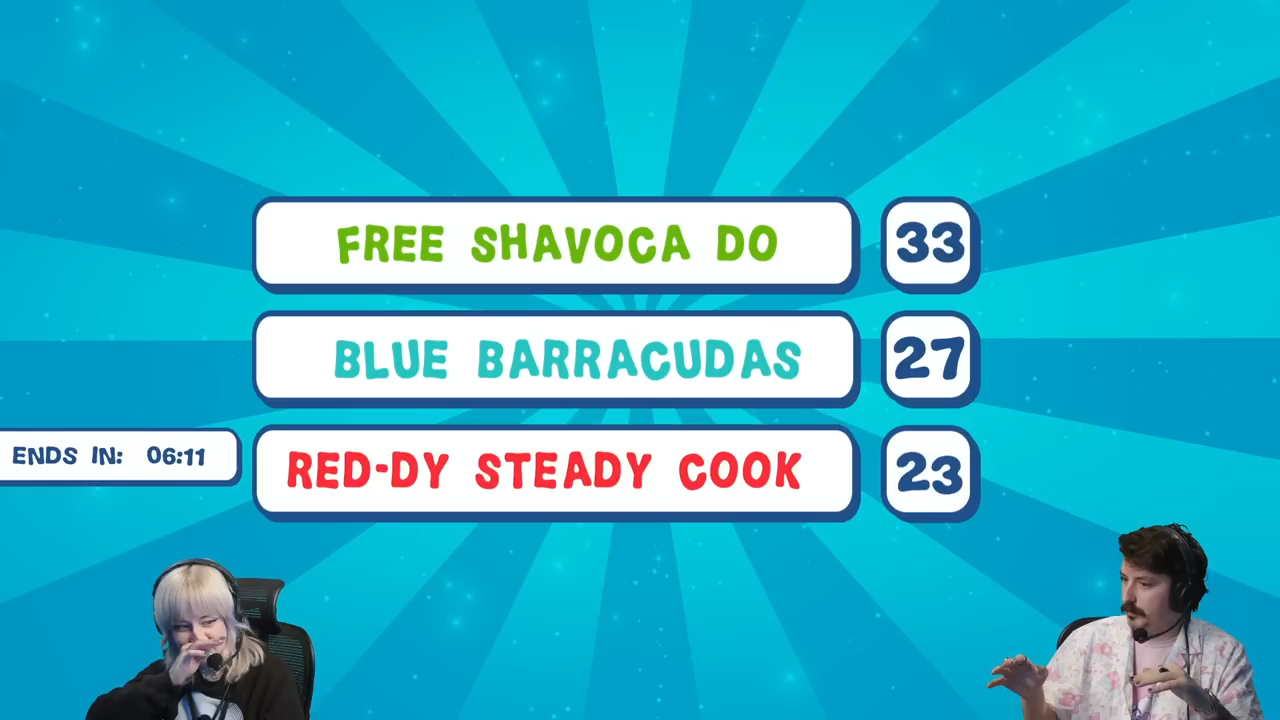 FREE SHAVOCA DO 33
BLUE BARRACUDAS 27
ENDS IN: 06:11
RED-DY STEADY COOK 23